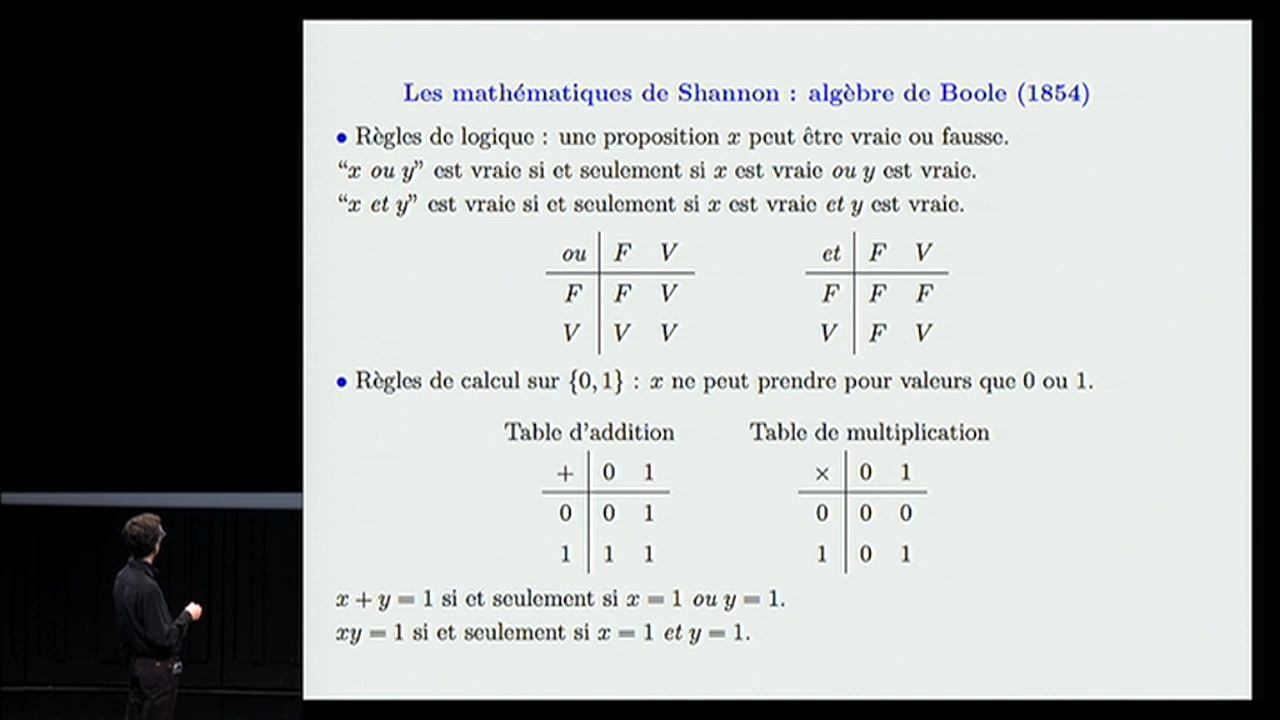 Les mathématiques de Shannon : algèbre de Boole (1854)
• Règles de logique : une proposition x peut être vraie ou fausse.
“x ou y” est vraie si et seulement si x est vraie ou y est vraie.
“x et y” est vraie si et seulement si x est vraie et y est vraie.
ou F V et F V
F F V F F F
V V V V F V
• Règles de calcul sur {0, 1} : x ne peut prendre pour valeurs que 0 ou 1.
Table d'addition Table de multiplication
+ 0 1 × 0 1
0 0 1 0 0 0
1 1 1 1 0 1
x + y = 1 si et seulement si x = 1 ou y = 1.
xy = 1 si et seulement si x = 1 et y = 1.